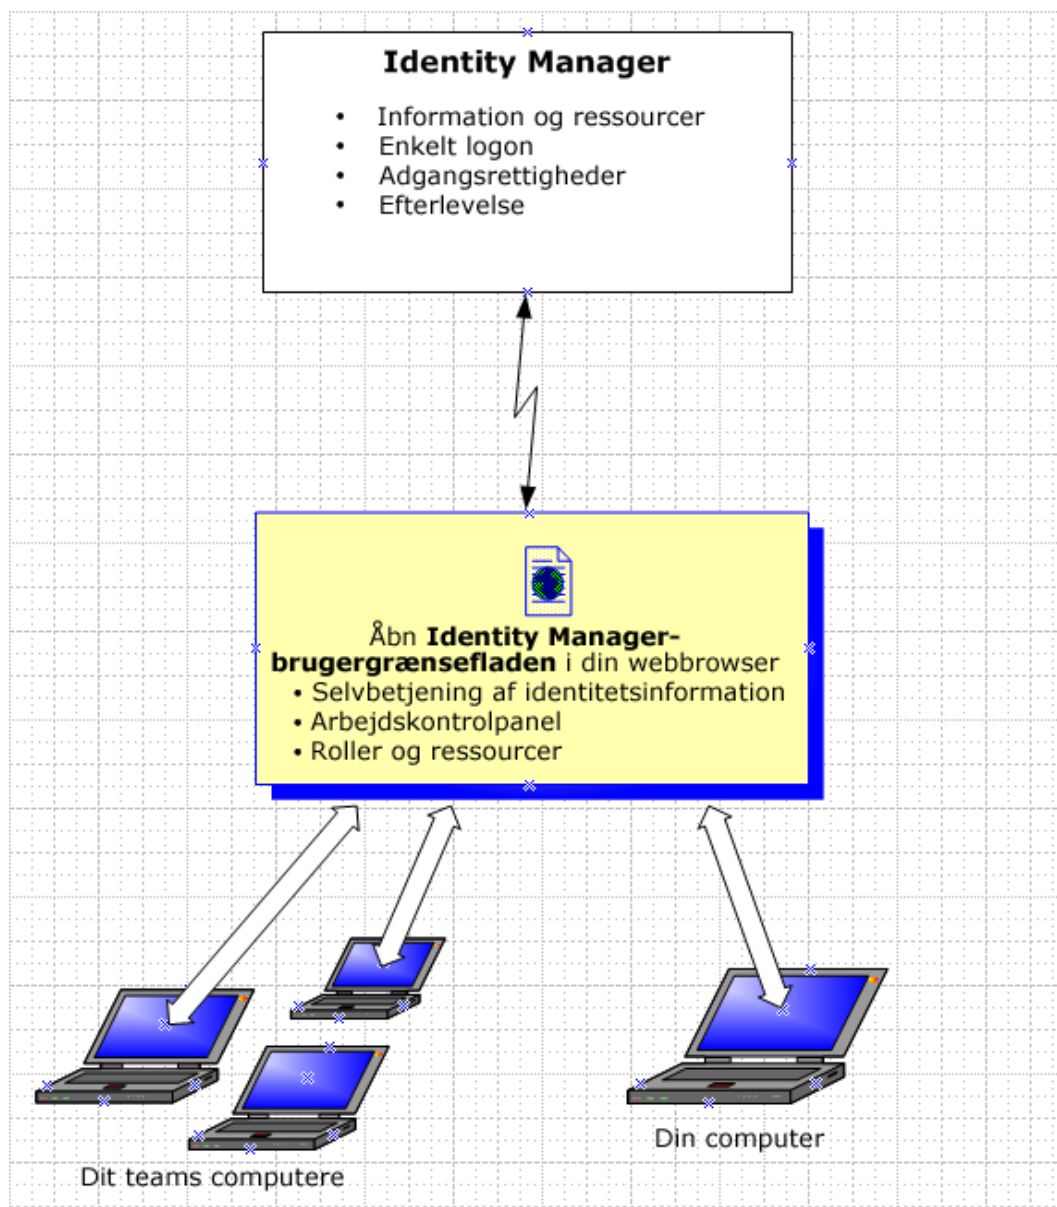 Identity Manager
• Information og ressourcer
• Enkelt logon
• Adgangsrettigheder
• Efterlevelse
Åbn Identity Manager-
brugergrænsefladen i din webbrowser
• Selvbetjening af identitetsinformation
• Arbejdskontrolpanel
• Roller og ressourcer
Din computer
Dit teams computere